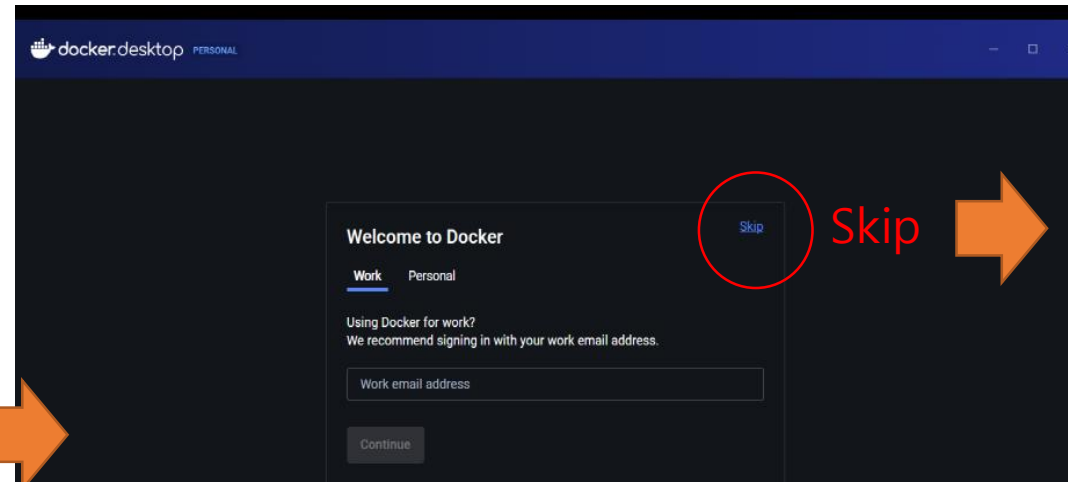 docker.desktop PERSONAL
Welcome to Docker
Skip
Skip
Work Personal
Using Docker for work?
We recommend signing in with your work email address.
Work email address
Continue